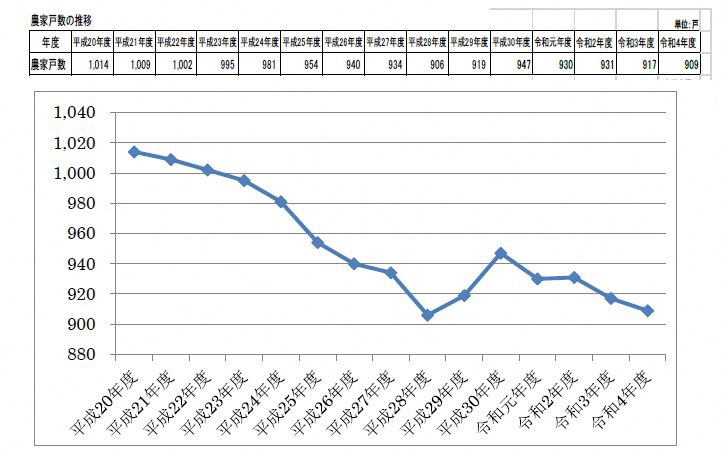 農家戸数の推移
単位：戸
年度 平成20年度 平成21年度 平成22年度 平成23年度 平成24年度 平成25年度 平成26年度 平成27年度 平成28年度 平成29年度 平成30年度 令和元年度 令和2年度 令和3年度 令和4年度
農家戸数 1,014 1,009 1,002 995 981 954 940 934 906 919 947 930 931 917 909
1,040
1,020
1,000
980
960
940
920
900
880
平成20年度
平成21年度
平成22年度
平成23年度
平成24年度
平成25年度
平成26年度
平成27年度
平成28年度
平成29年度
平成30年度
令和元年度
令和2年度
令和3年度
令和4年度